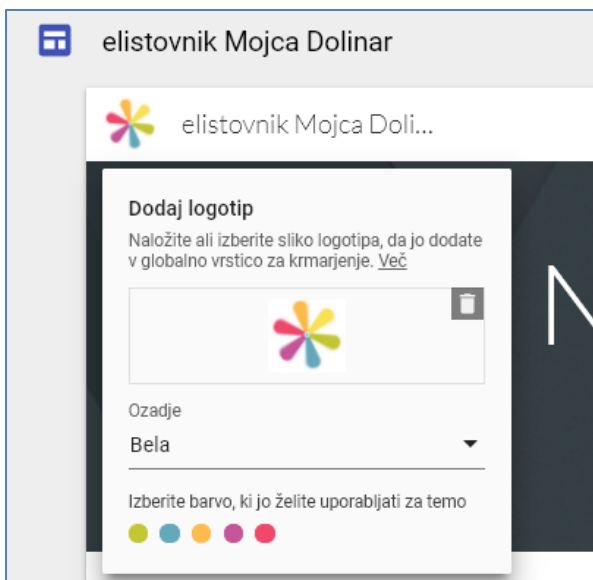 elistovnik Mojca Dolinar
elistovnik Mojca Doli...
Dodaj logotip
Naložite ali izberite sliko logotipa, da jo dodate
v globalno vrstico za krmarjenje. Več
N
Ozadje
Bela
Izberite barvo, ki jo želite uporabljati za temo